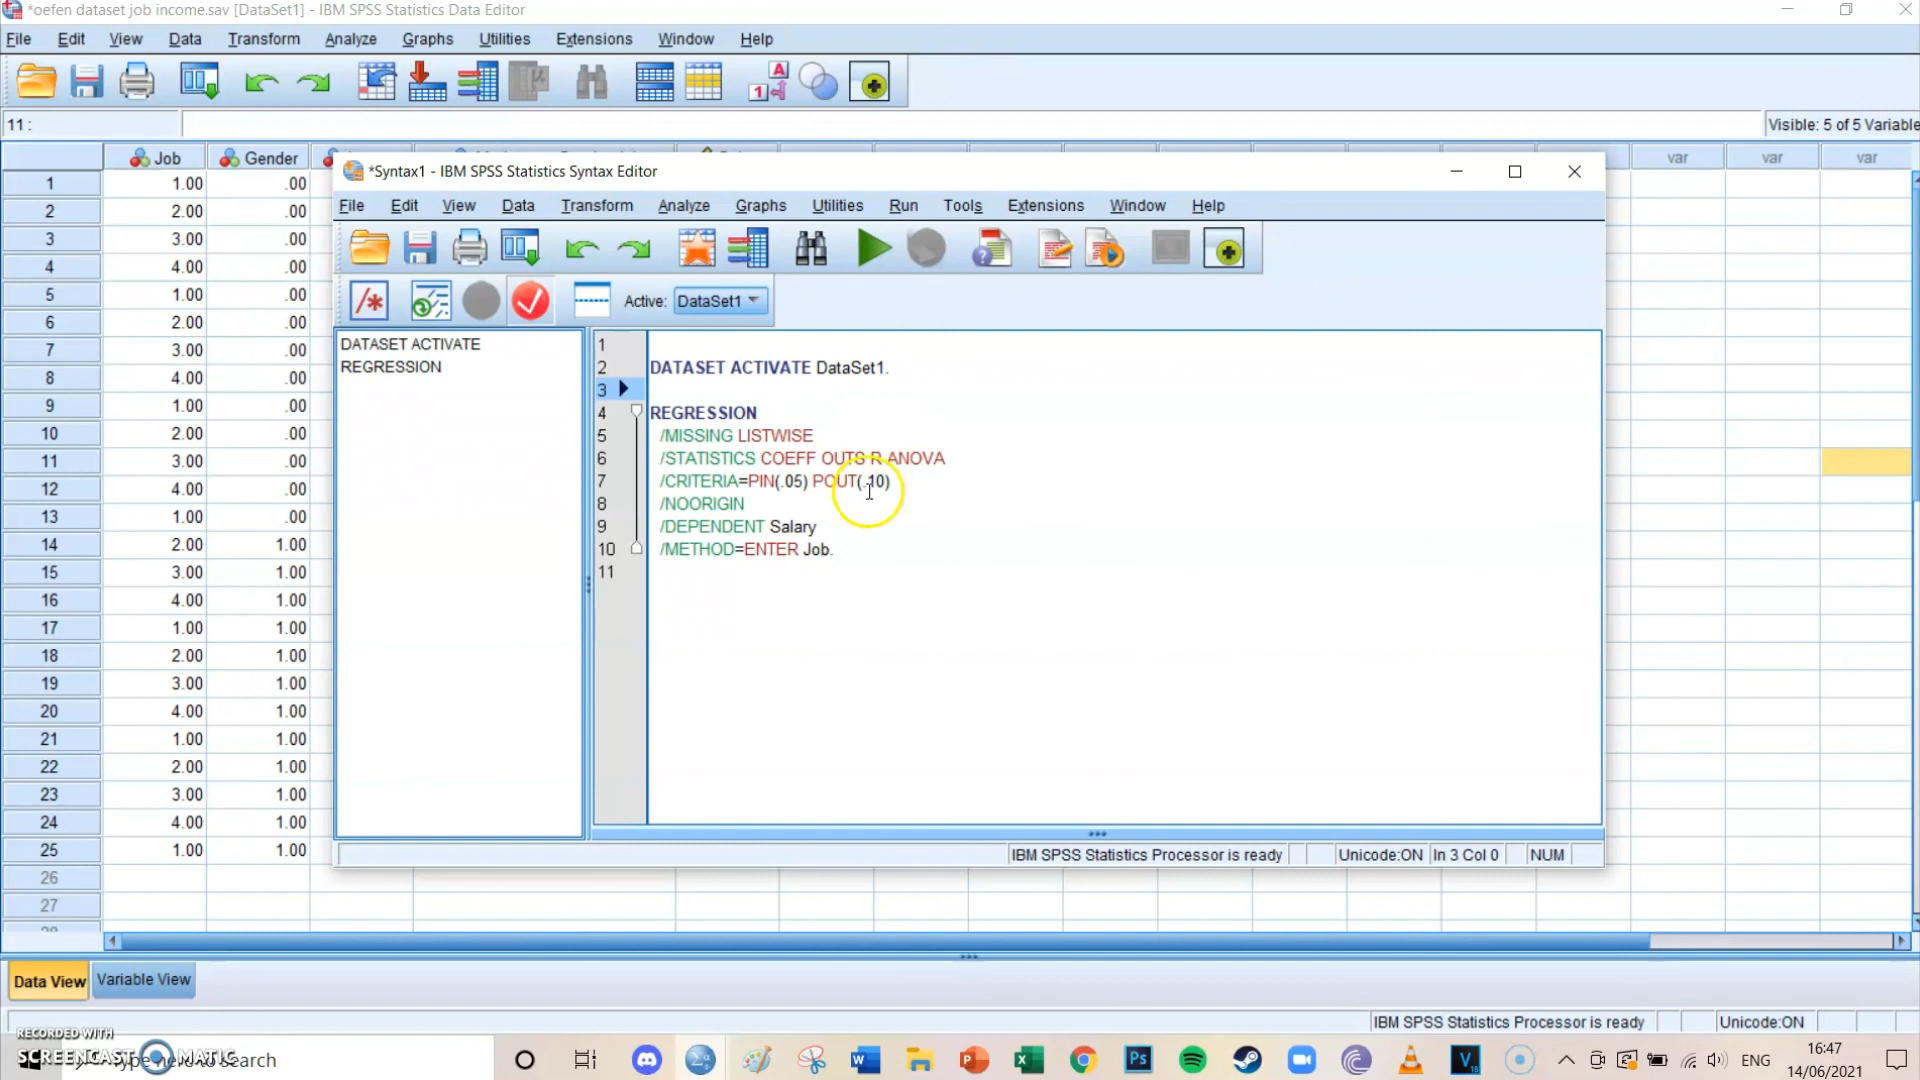 *oefen dataset job income.sav [DataSet1] - IBM SPSS Statistics Data Editor
File Edit View Data Transform Analyze Graphs Utilities Extensions Window Help
11 :
Visible: 5 of 5 Variable
Job Gender var var var
1 1.00 .00
2 2.00 .00
3 3.00 .00
4 4.00 .00
5 1.00 .00
6 2.00 .00
7 3.00 .00
8 4.00 .00
9 1.00 .00
10 2.00 .00
11 3.00 .00
12 4.00 .00
13 1.00 .00
14 2.00 1.00
15 3.00 1.00
16 4.00 1.00
17 1.00 1.00
18 2.00 1.00
19 3.00 1.00
20 4.00 1.00
21 1.00 1.00
22 2.00 1.00
23 3.00 1.00
24 4.00 1.00
25 1.00 1.00
26
27
*Syntax1 - IBM SPSS Statistics Syntax Editor
File Edit View Data Transform Analyze Graphs Utilities Run Tools Extensions Window Help
Active: DataSet1
DATASET ACTIVATE
REGRESSION
1
2 DATASET ACTIVATE DataSet1.
3
4 REGRESSION
5 /MISSING LISTWISE
6 /STATISTICS COEFF OUTS R ANOVA
7 /CRITERIA=PIN(.05) POUT(.10)
8 /NOORIGIN
9 /DEPENDENT Salary
10 /METHOD=ENTER Job.
11
IBM SPSS Statistics Processor is ready Unicode:ON In 3 Col 0 NUM
Data View Variable View
IBM SPSS Statistics Processor is ready Unicode:ON
RECORDED WITH
SCREENCAST MATIC
Type here to search
ENG
16:47
14/06/2021